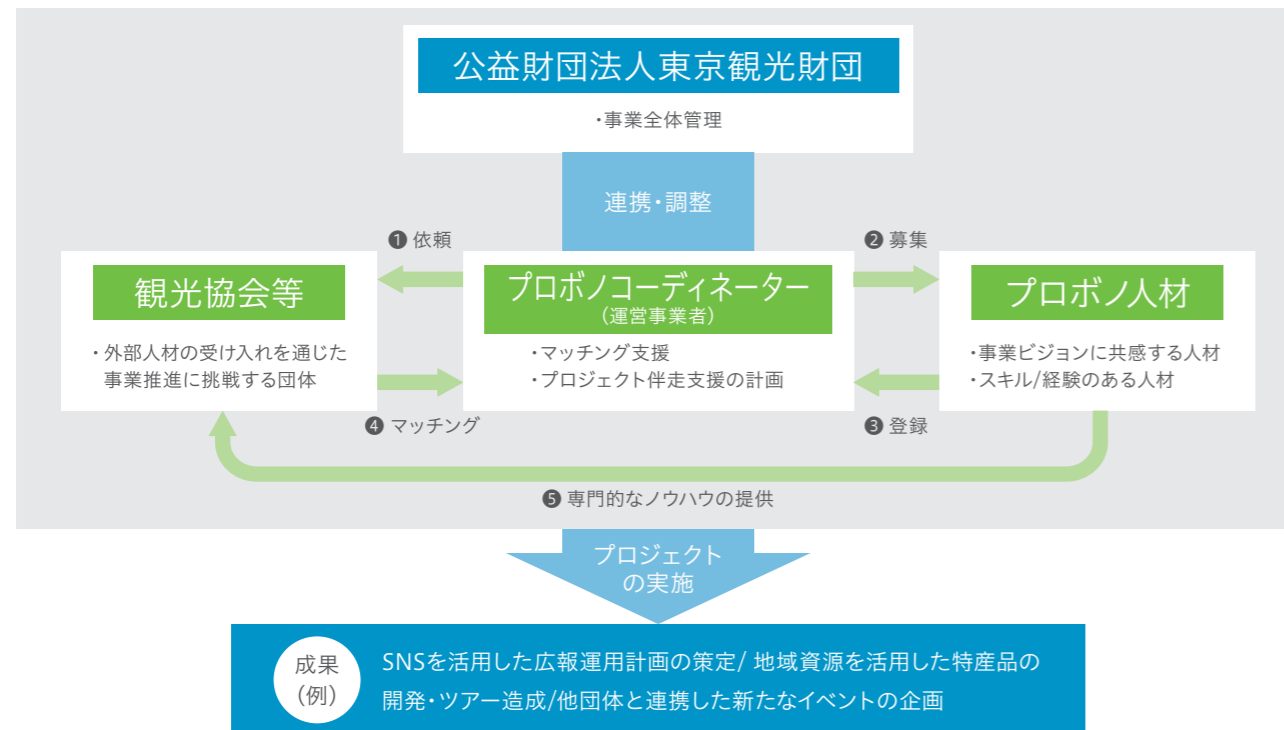 公益財団法人東京観光財団
・事業全体管理
連携・調整
❶ 依頼
❷ 募集
観光協会等
・外部人材の受け入れを通じた
事業推進に挑戦する団体
プロボノコーディネーター
(運営事業者)
・マッチング支援
・プロジェクト伴走支援の計画
プロボノ人材
・事業ビジョンに共感する人材
・スキル/経験のある人材
❹ マッチング
❸ 登録
❺ 専門的なノウハウの提供
プロジェクト
の実施
成果
(例)
SNSを活用した広報運用計画の策定/ 地域資源を活用した特産品の
開発・ツアー造成/他団体と連携した新たなイベントの企画